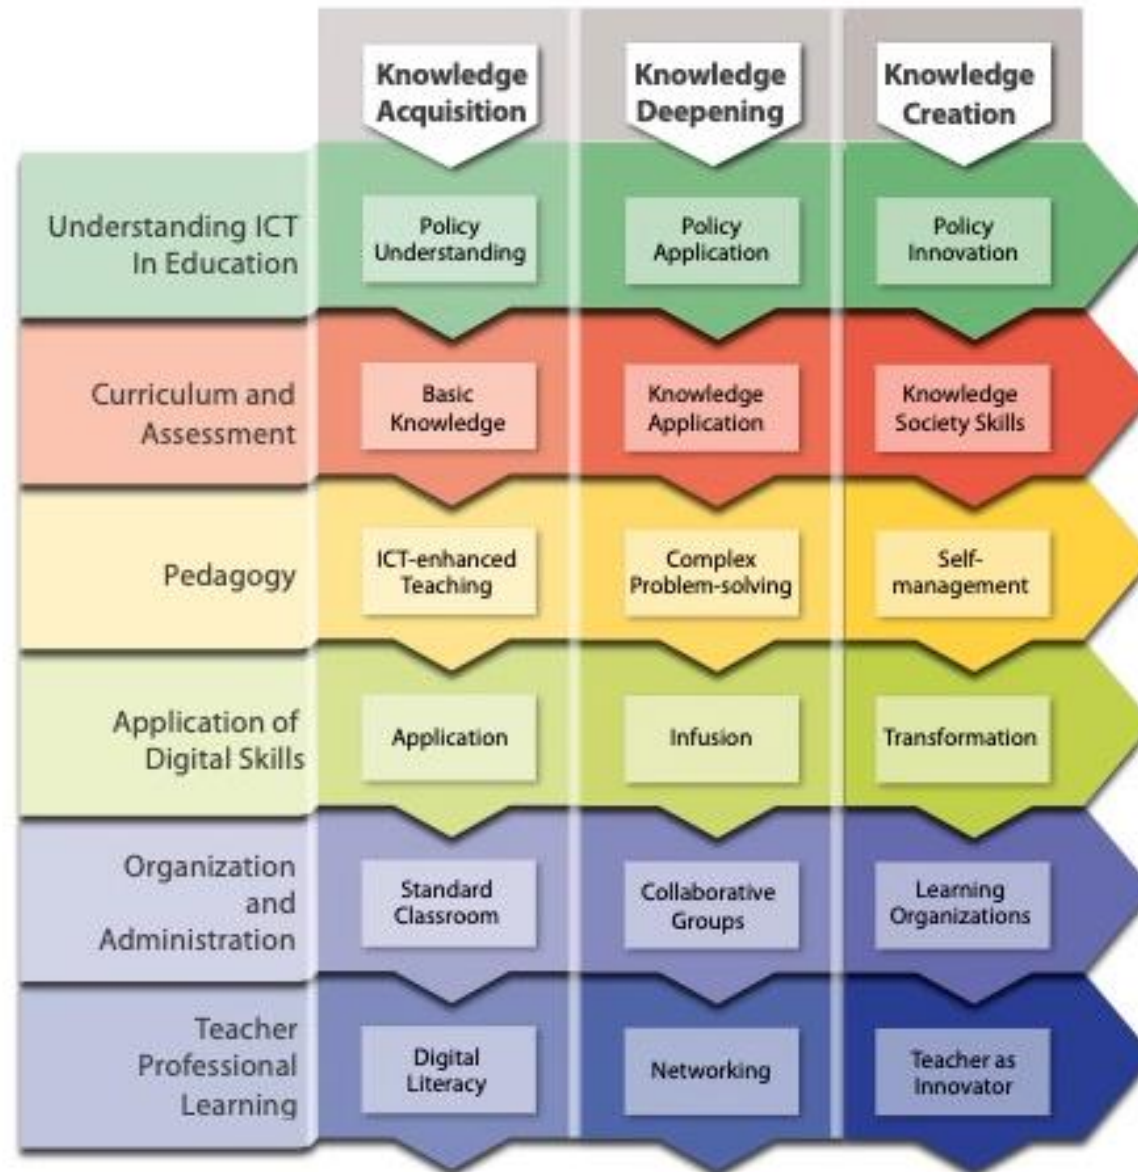 Knowledge
Acquisition
Knowledge
Deepening
Knowledge
Creation
Understanding ICT
In Education
Policy
Understanding
Policy
Application
Policy
Innovation
Curriculum and
Assessment
Basic
Knowledge
Knowledge
Application
Knowledge
Society Skills
Pedagogy
ICT-enhanced
Teaching
Complex
Problem-solving
Self-
management
Application of
Digital Skills
Application
Infusion
Transformation
Organization
and
Administration
Standard
Classroom
Collaborative
Groups
Learning
Organizations
Teacher
Professional
Learning
Digital
Literacy
Networking
Teacher as
Innovator